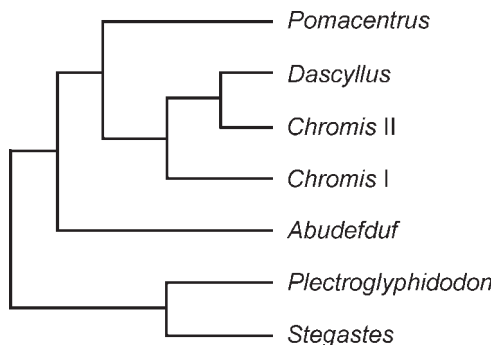 Pomacentrus
Dascyllus
Chromis II
Chromis I
Abudefduf
Plectroglyphidodon
Stegastes